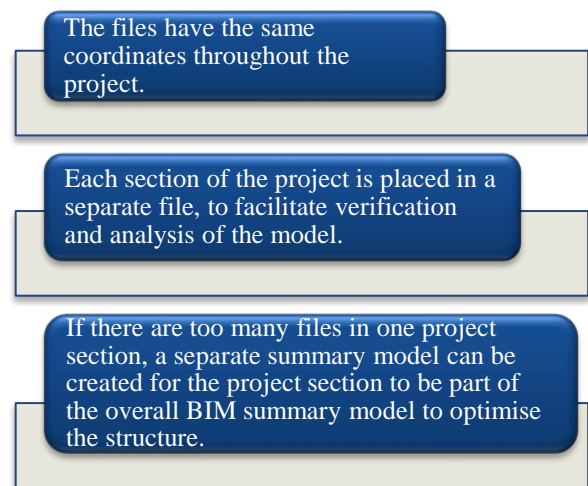 The files have the same
coordinates throughout the
project.
Each section of the project is placed in a
separate file, to facilitate verification
and analysis of the model.
If there are too many files in one project
section, a separate summary model can be
created for the project section to be part of
the overall BIM summary model to optimise
the structure.